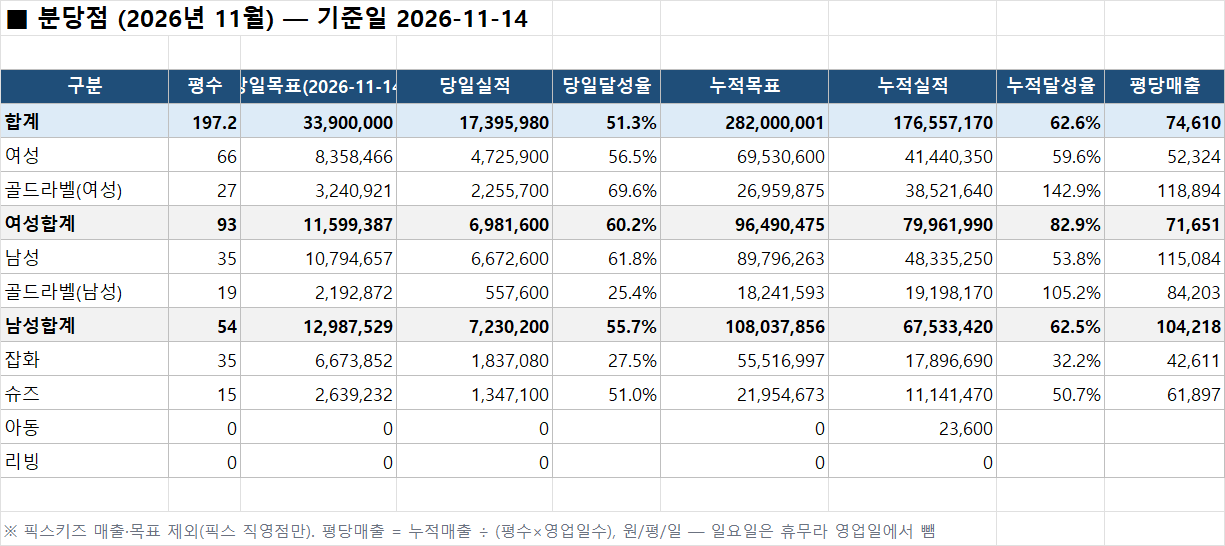 ■ 분당점 (2026년 11월) — 기준일 2026-11-14
구분 평수 당일목표(2026-11-14 당일실적 당일달성율 누적목표 누적실적 누적달성율 평당매출
합계 197.2 33,900,000 17,395,980 51.3% 282,000,001 176,557,170 62.6% 74,610
여성 66 8,358,466 4,725,900 56.5% 69,530,600 41,440,350 59.6% 52,324
골드라벨(여성) 27 3,240,921 2,255,700 69.6% 26,959,875 38,521,640 142.9% 118,894
여성합계 93 11,599,387 6,981,600 60.2% 96,490,475 79,961,990 82.9% 71,651
남성 35 10,794,657 6,672,600 61.8% 89,796,263 48,335,250 53.8% 115,084
골드라벨(남성) 19 2,192,872 557,600 25.4% 18,241,593 19,198,170 105.2% 84,203
남성합계 54 12,987,529 7,230,200 55.7% 108,037,856 67,533,420 62.5% 104,218
잡화 35 6,673,852 1,837,080 27.5% 55,516,997 17,896,690 32.2% 42,611
슈즈 15 2,639,232 1,347,100 51.0% 21,954,673 11,141,470 50.7% 61,897
아동 0 0 0 0 23,600
리빙 0 0 0 0 0
※ 픽스키즈 매출·목표 제외(픽스 직영점만). 평당매출 = 누적매출 ÷ (평수×영업일수), 원/평/일 — 일요일은 휴무라 영업일에서 뺌